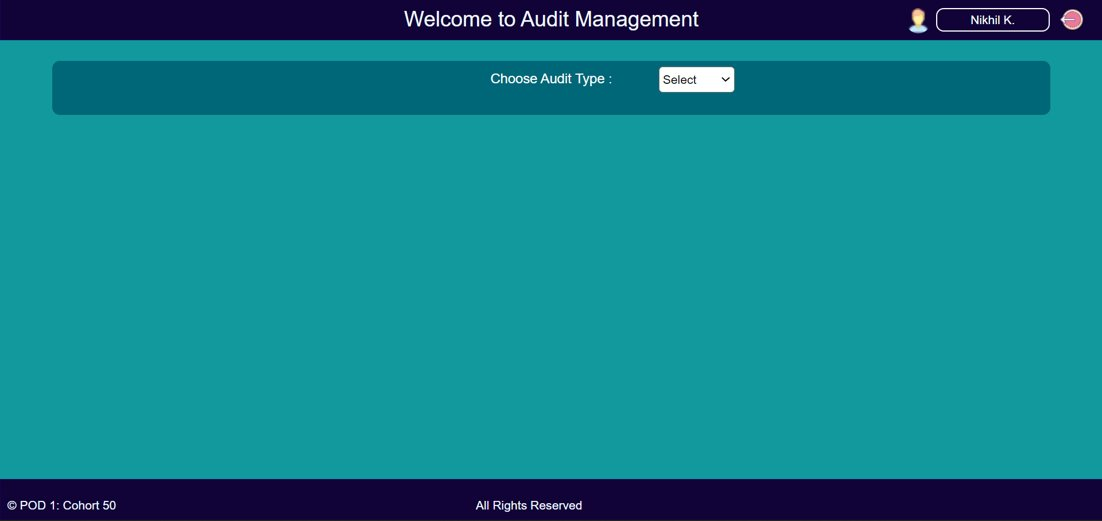 Welcome to Audit Management
Nikhil K.
Choose Audit Type :
Select
© POD 1: Cohort 50
All Rights Reserved